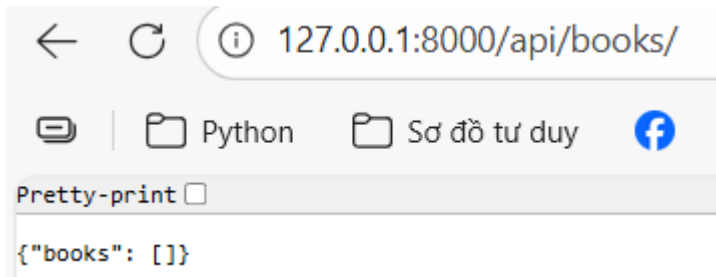 127.0.0.1:8000/api/books/
Python Sơ đồ tư duy
Pretty-print
{"books": []}